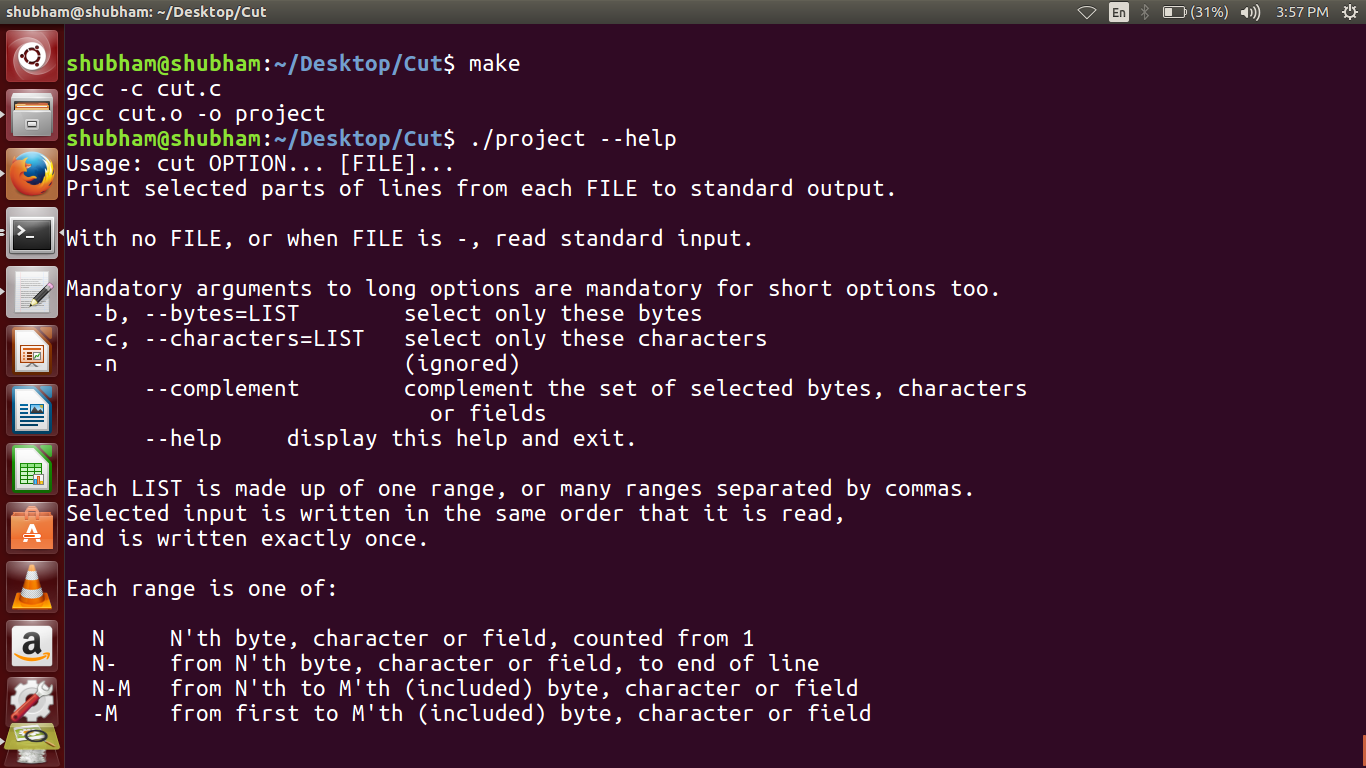 shubham@shubham: ~/Desktop/Cut
En
(31%)
3:57 PM
shubham@shubham:~/Desktop/Cut$ make
gcc -c cut.c
gcc cut.o -o project
shubham@shubham:~/Desktop/Cut$ ./project --help
Usage: cut OPTION... [FILE]...
Print selected parts of lines from each FILE to standard output.
With no FILE, or when FILE is -, read standard input.
Mandatory arguments to long options are mandatory for short options too.
  -b, --bytes=LIST        select only these bytes
  -c, --characters=LIST   select only these characters
  -n                      (ignored)
      --complement        complement the set of selected bytes, characters
                            or fields
      --help     display this help and exit.
Each LIST is made up of one range, or many ranges separated by commas.
Selected input is written in the same order that it is read,
and is written exactly once.
Each range is one of:
  N     N'th byte, character or field, counted from 1
  N-    from N'th byte, character or field, to end of line
  N-M   from N'th to M'th (included) byte, character or field
  -M    from first to M'th (included) byte, character or field